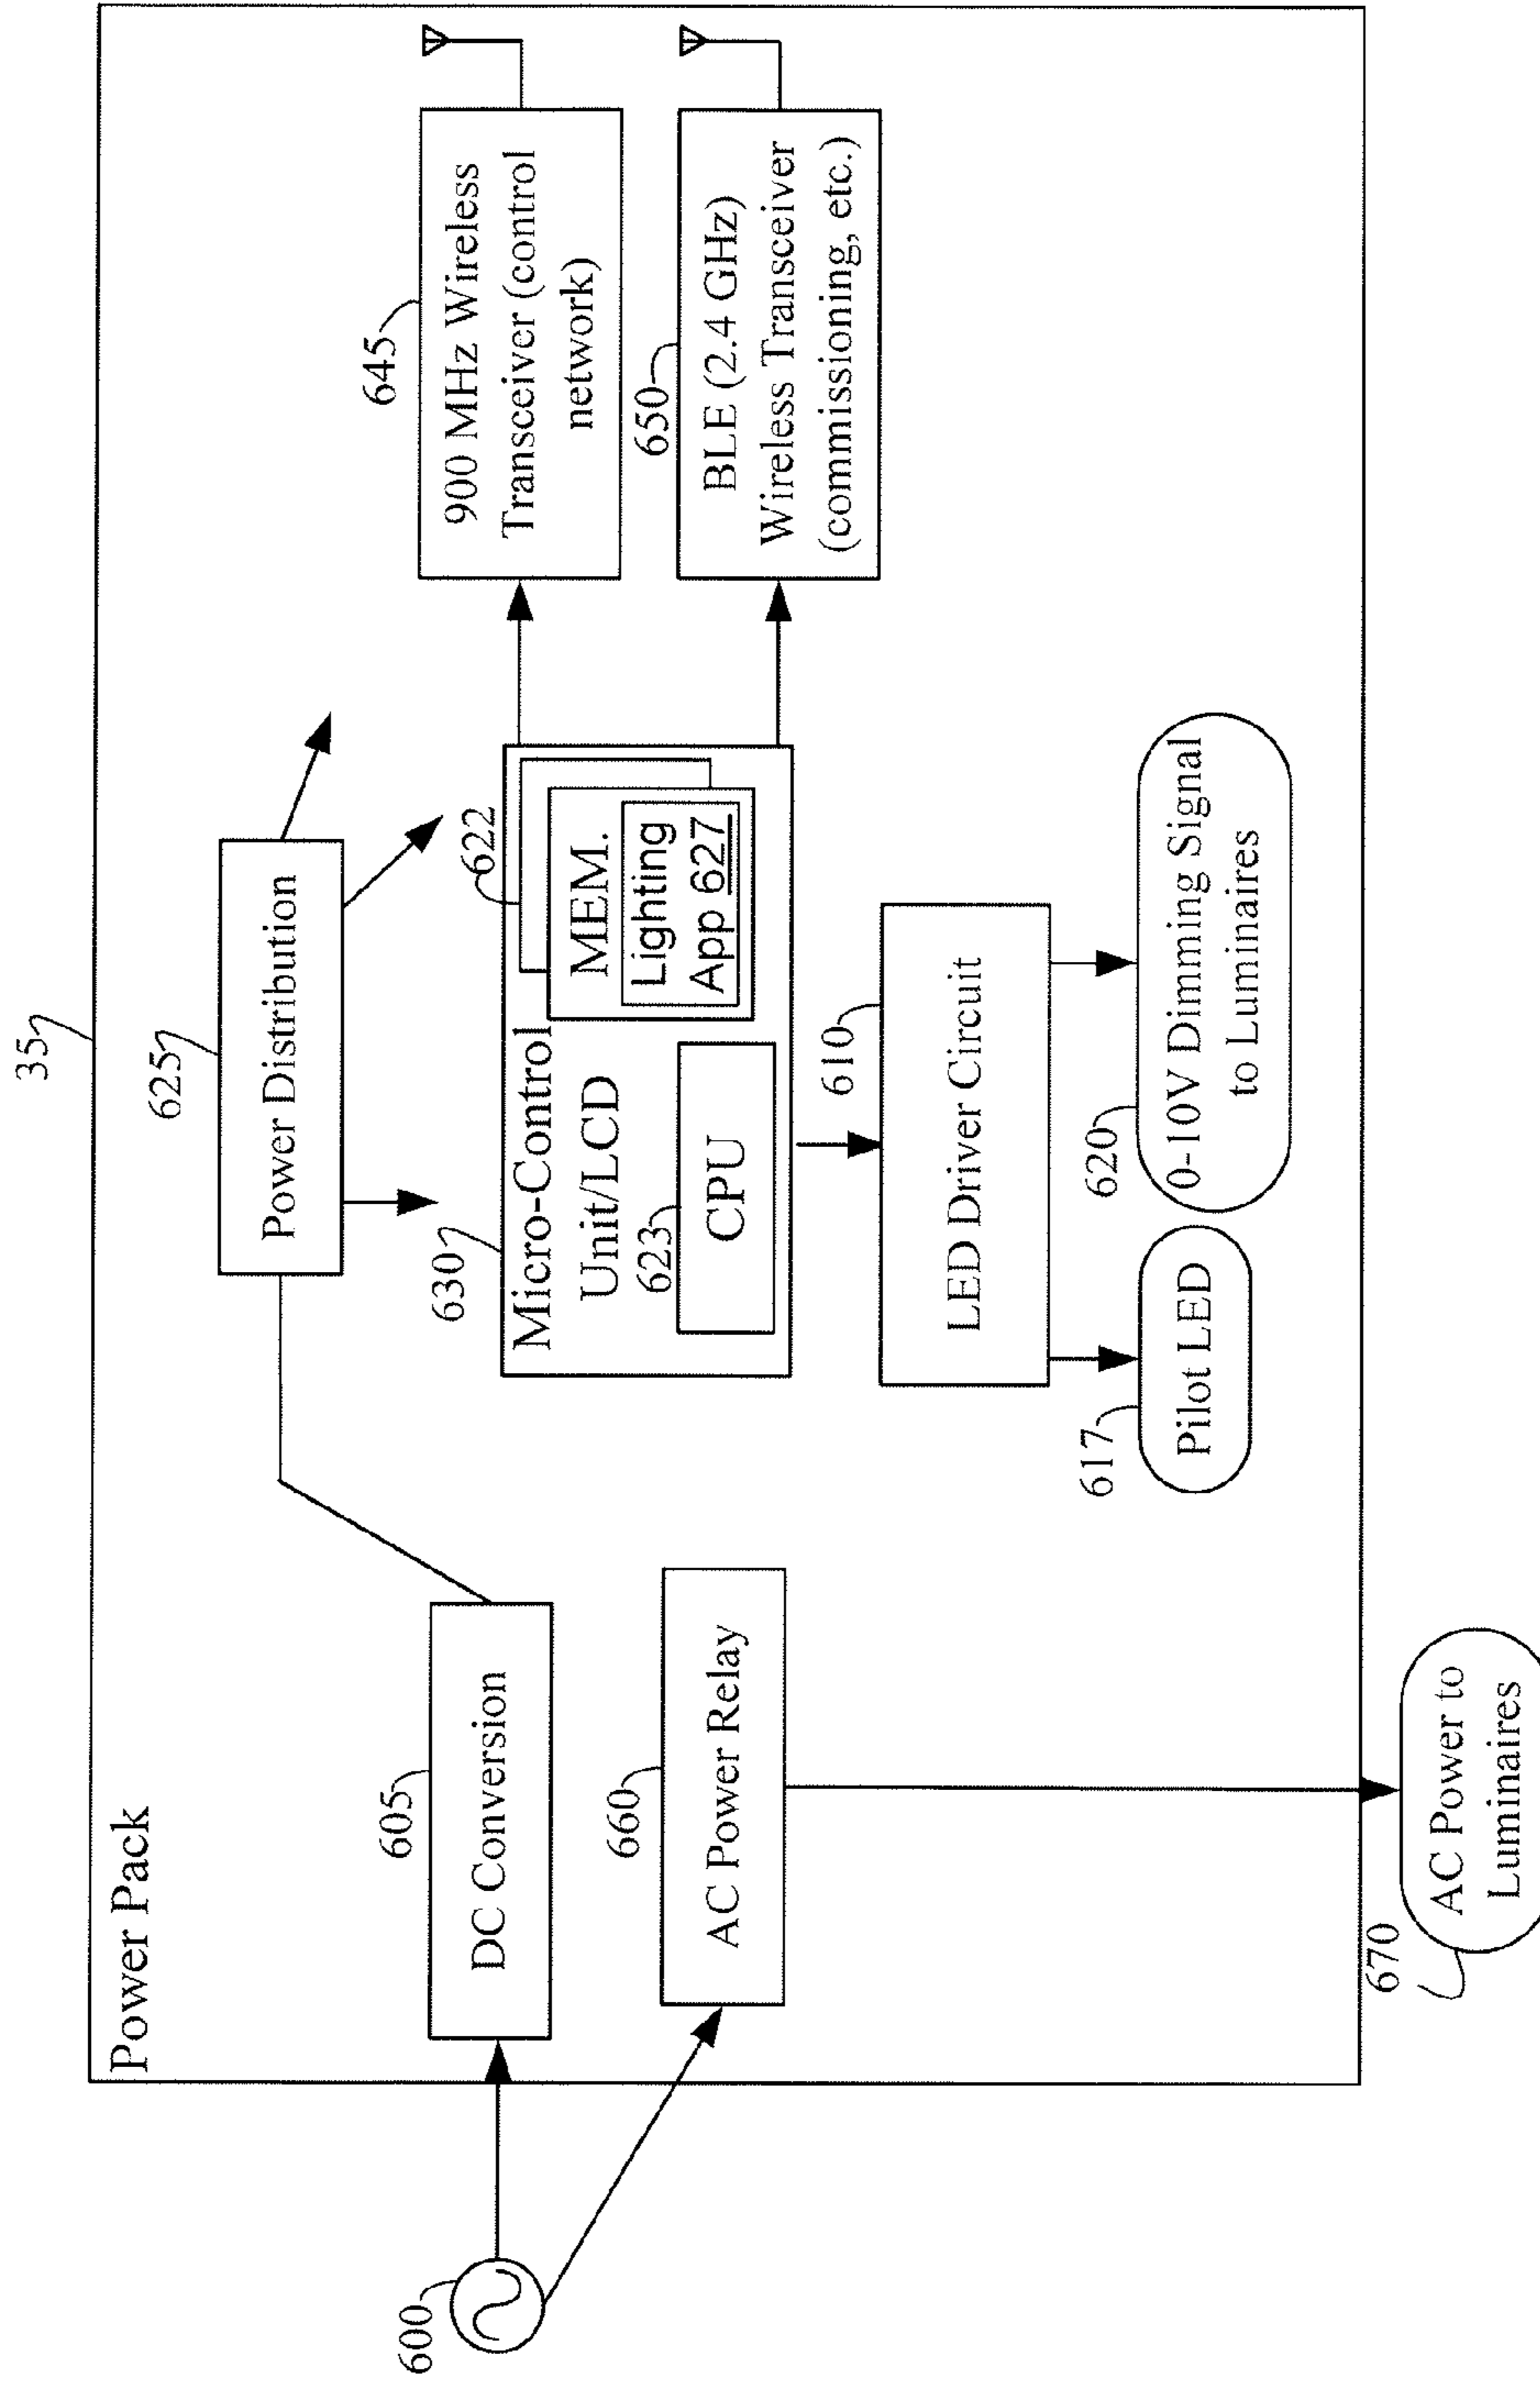 35
Power Pack
625
Power Distribution
600
605
DC Conversion
660
AC Power Relay
670
AC Power to
Luminaires
630
Micro-Control
Unit/LCD
623
CPU
622
MEM.
Lighting
App 627
645
900 MHz Wireless
Transceiver (control
network)
650
BLE (2.4 GHz)
Wireless Transceiver
(commissioning, etc.)
610
LED Driver Circuit
617
Pilot LED
620
0-10V Dimming Signal
to Luminaires